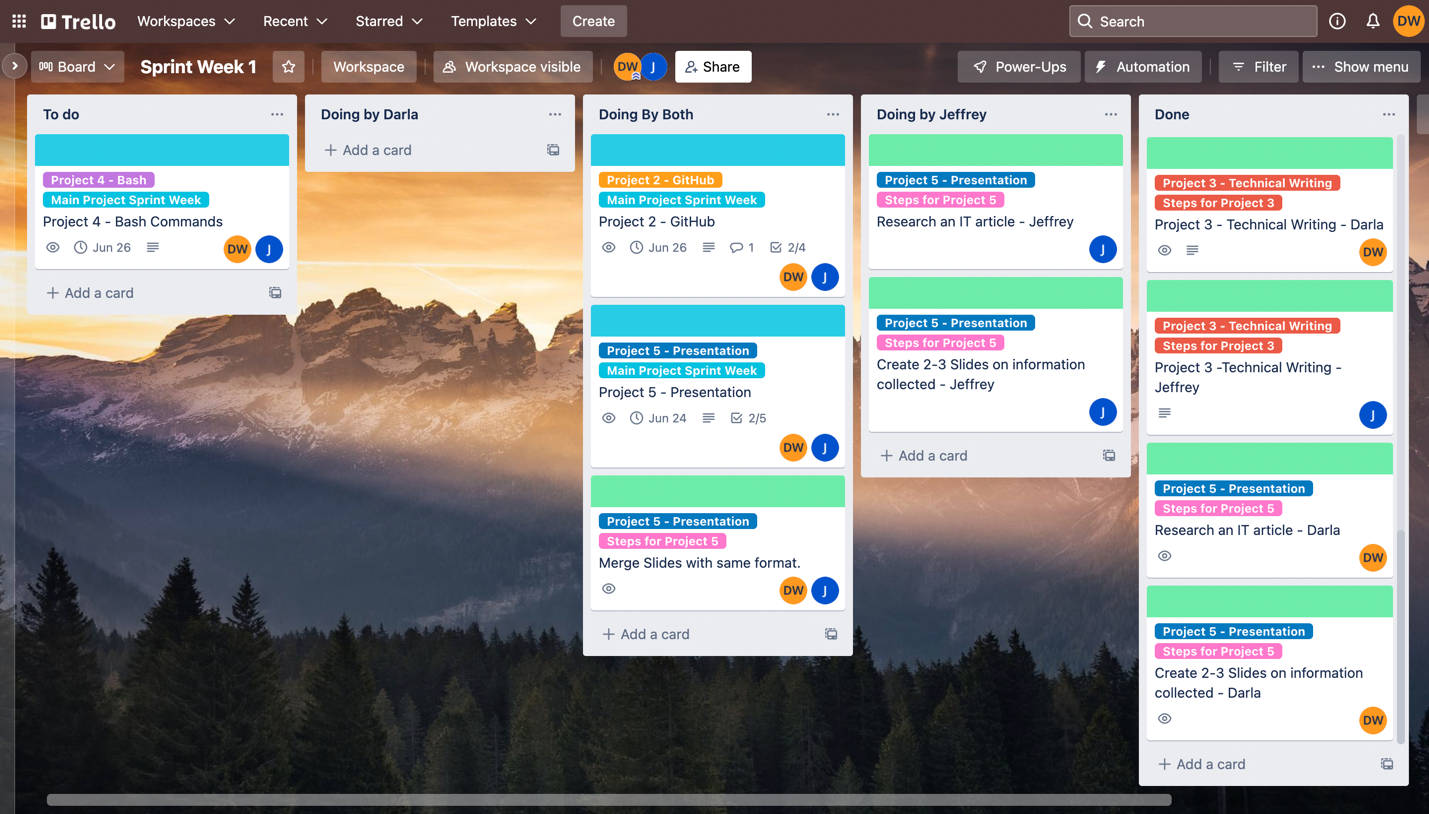 Trello Workspaces Recent Starred Templates Create Search DW
Board Sprint Week 1 Workspace Workspace visible DW J Share Power-Ups Automation Filter Show menu
To do
Project 4 - Bash
Main Project Sprint Week
Project 4 - Bash Commands
Jun 26
DW J
Add a card
Doing by Darla
Add a card
Doing By Both
Project 2 - GitHub
Main Project Sprint Week
Project 2 - GitHub
Jun 26 1 2/4
DW J
Project 5 - Presentation
Main Project Sprint Week
Project 5 - Presentation
Jun 24 2/5
DW J
Project 5 - Presentation
Steps for Project 5
Merge Slides with same format.
DW J
Add a card
Doing by Jeffrey
Project 5 - Presentation
Steps for Project 5
Research an IT article - Jeffrey
J
Project 5 - Presentation
Steps for Project 5
Create 2-3 Slides on information
collected - Jeffrey
J
Add a card
Done
Project 3 - Technical Writing
Steps for Project 3
Project 3 - Technical Writing - Darla
DW
Project 3 - Technical Writing
Steps for Project 3
Project 3 -Technical Writing -
Jeffrey
J
Project 5 - Presentation
Steps for Project 5
Research an IT article - Darla
DW
Project 5 - Presentation
Steps for Project 5
Create 2-3 Slides on information
collected - Darla
DW
Add a card